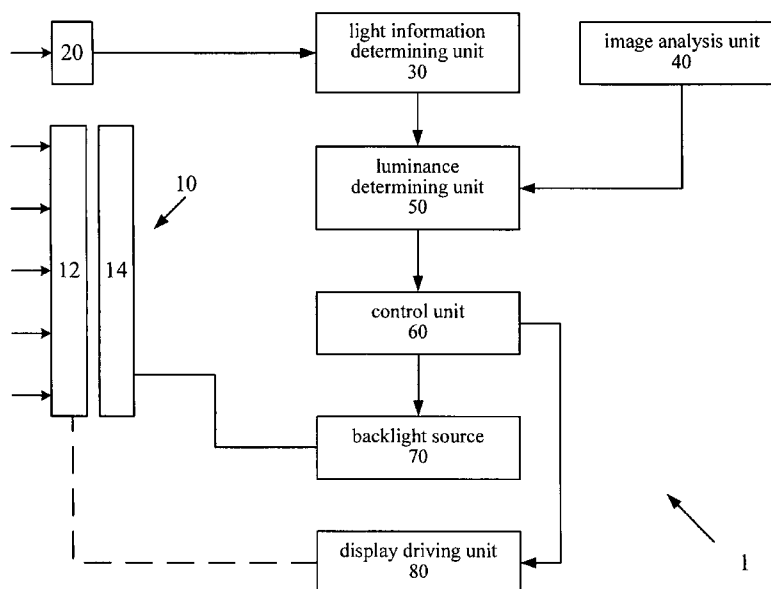 20
light information
determining unit
30
image analysis unit
40
luminance
determining unit
50
10
12
14
control unit
60
backlight source
70
display driving unit
80
1